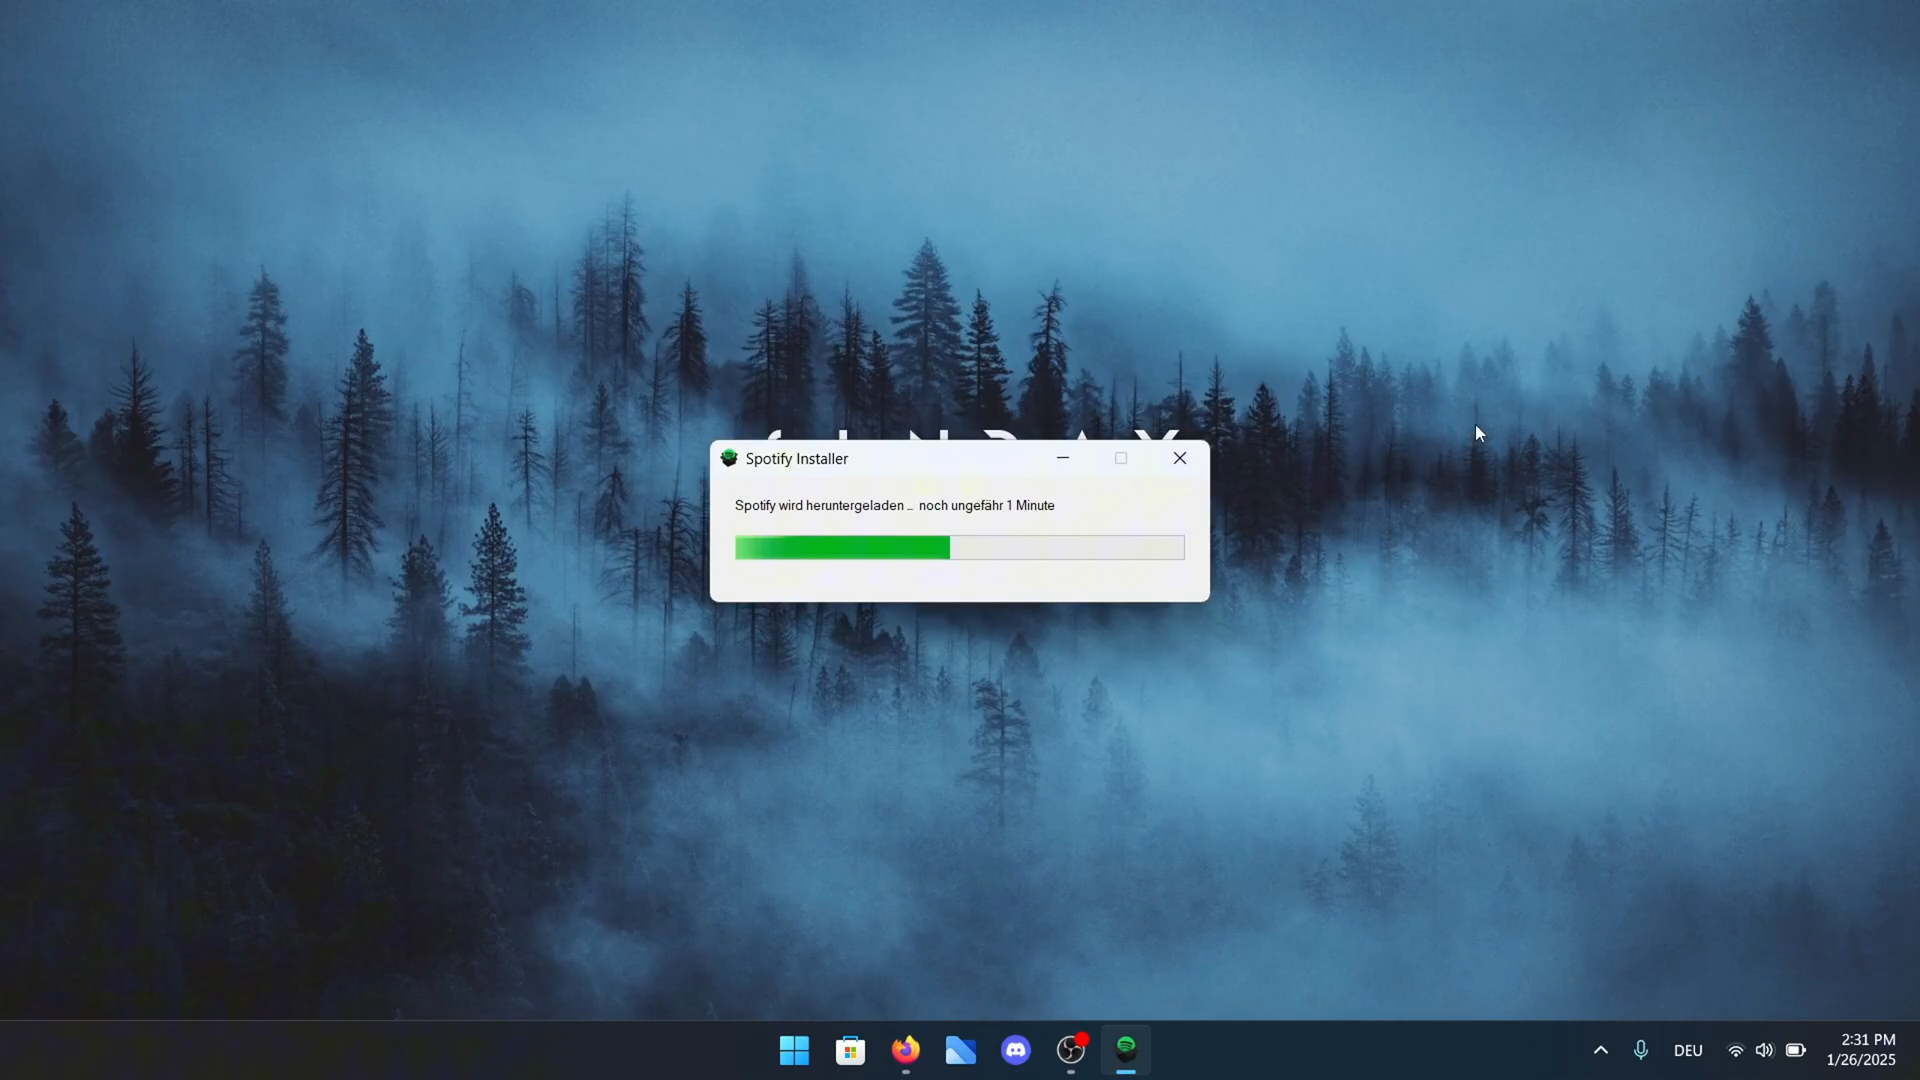 Spotify Installer
Spotify wird heruntergeladen ... noch ungefähr 1 Minute
DEU
2:31 PM
1/26/2025